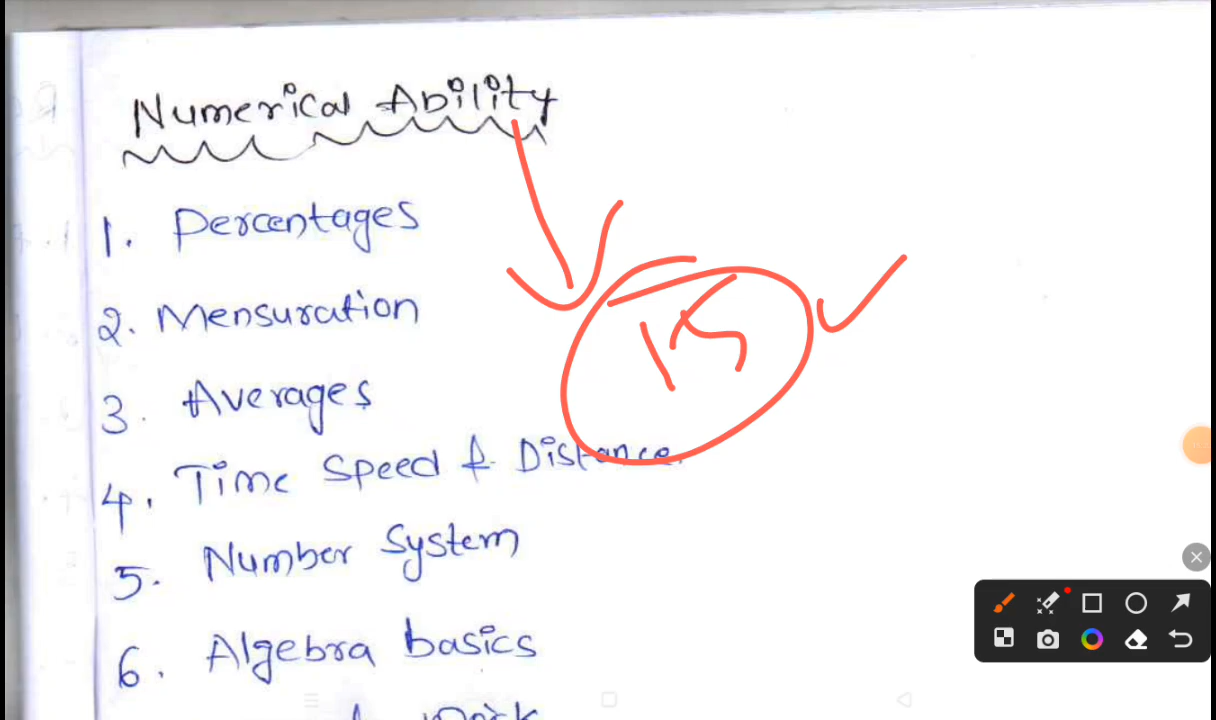 Numerical Ability
1. Percentages
2. Mensuration
15
3. Averages
4. Time Speed & Distance.
5. Number System
6. Algebra basics